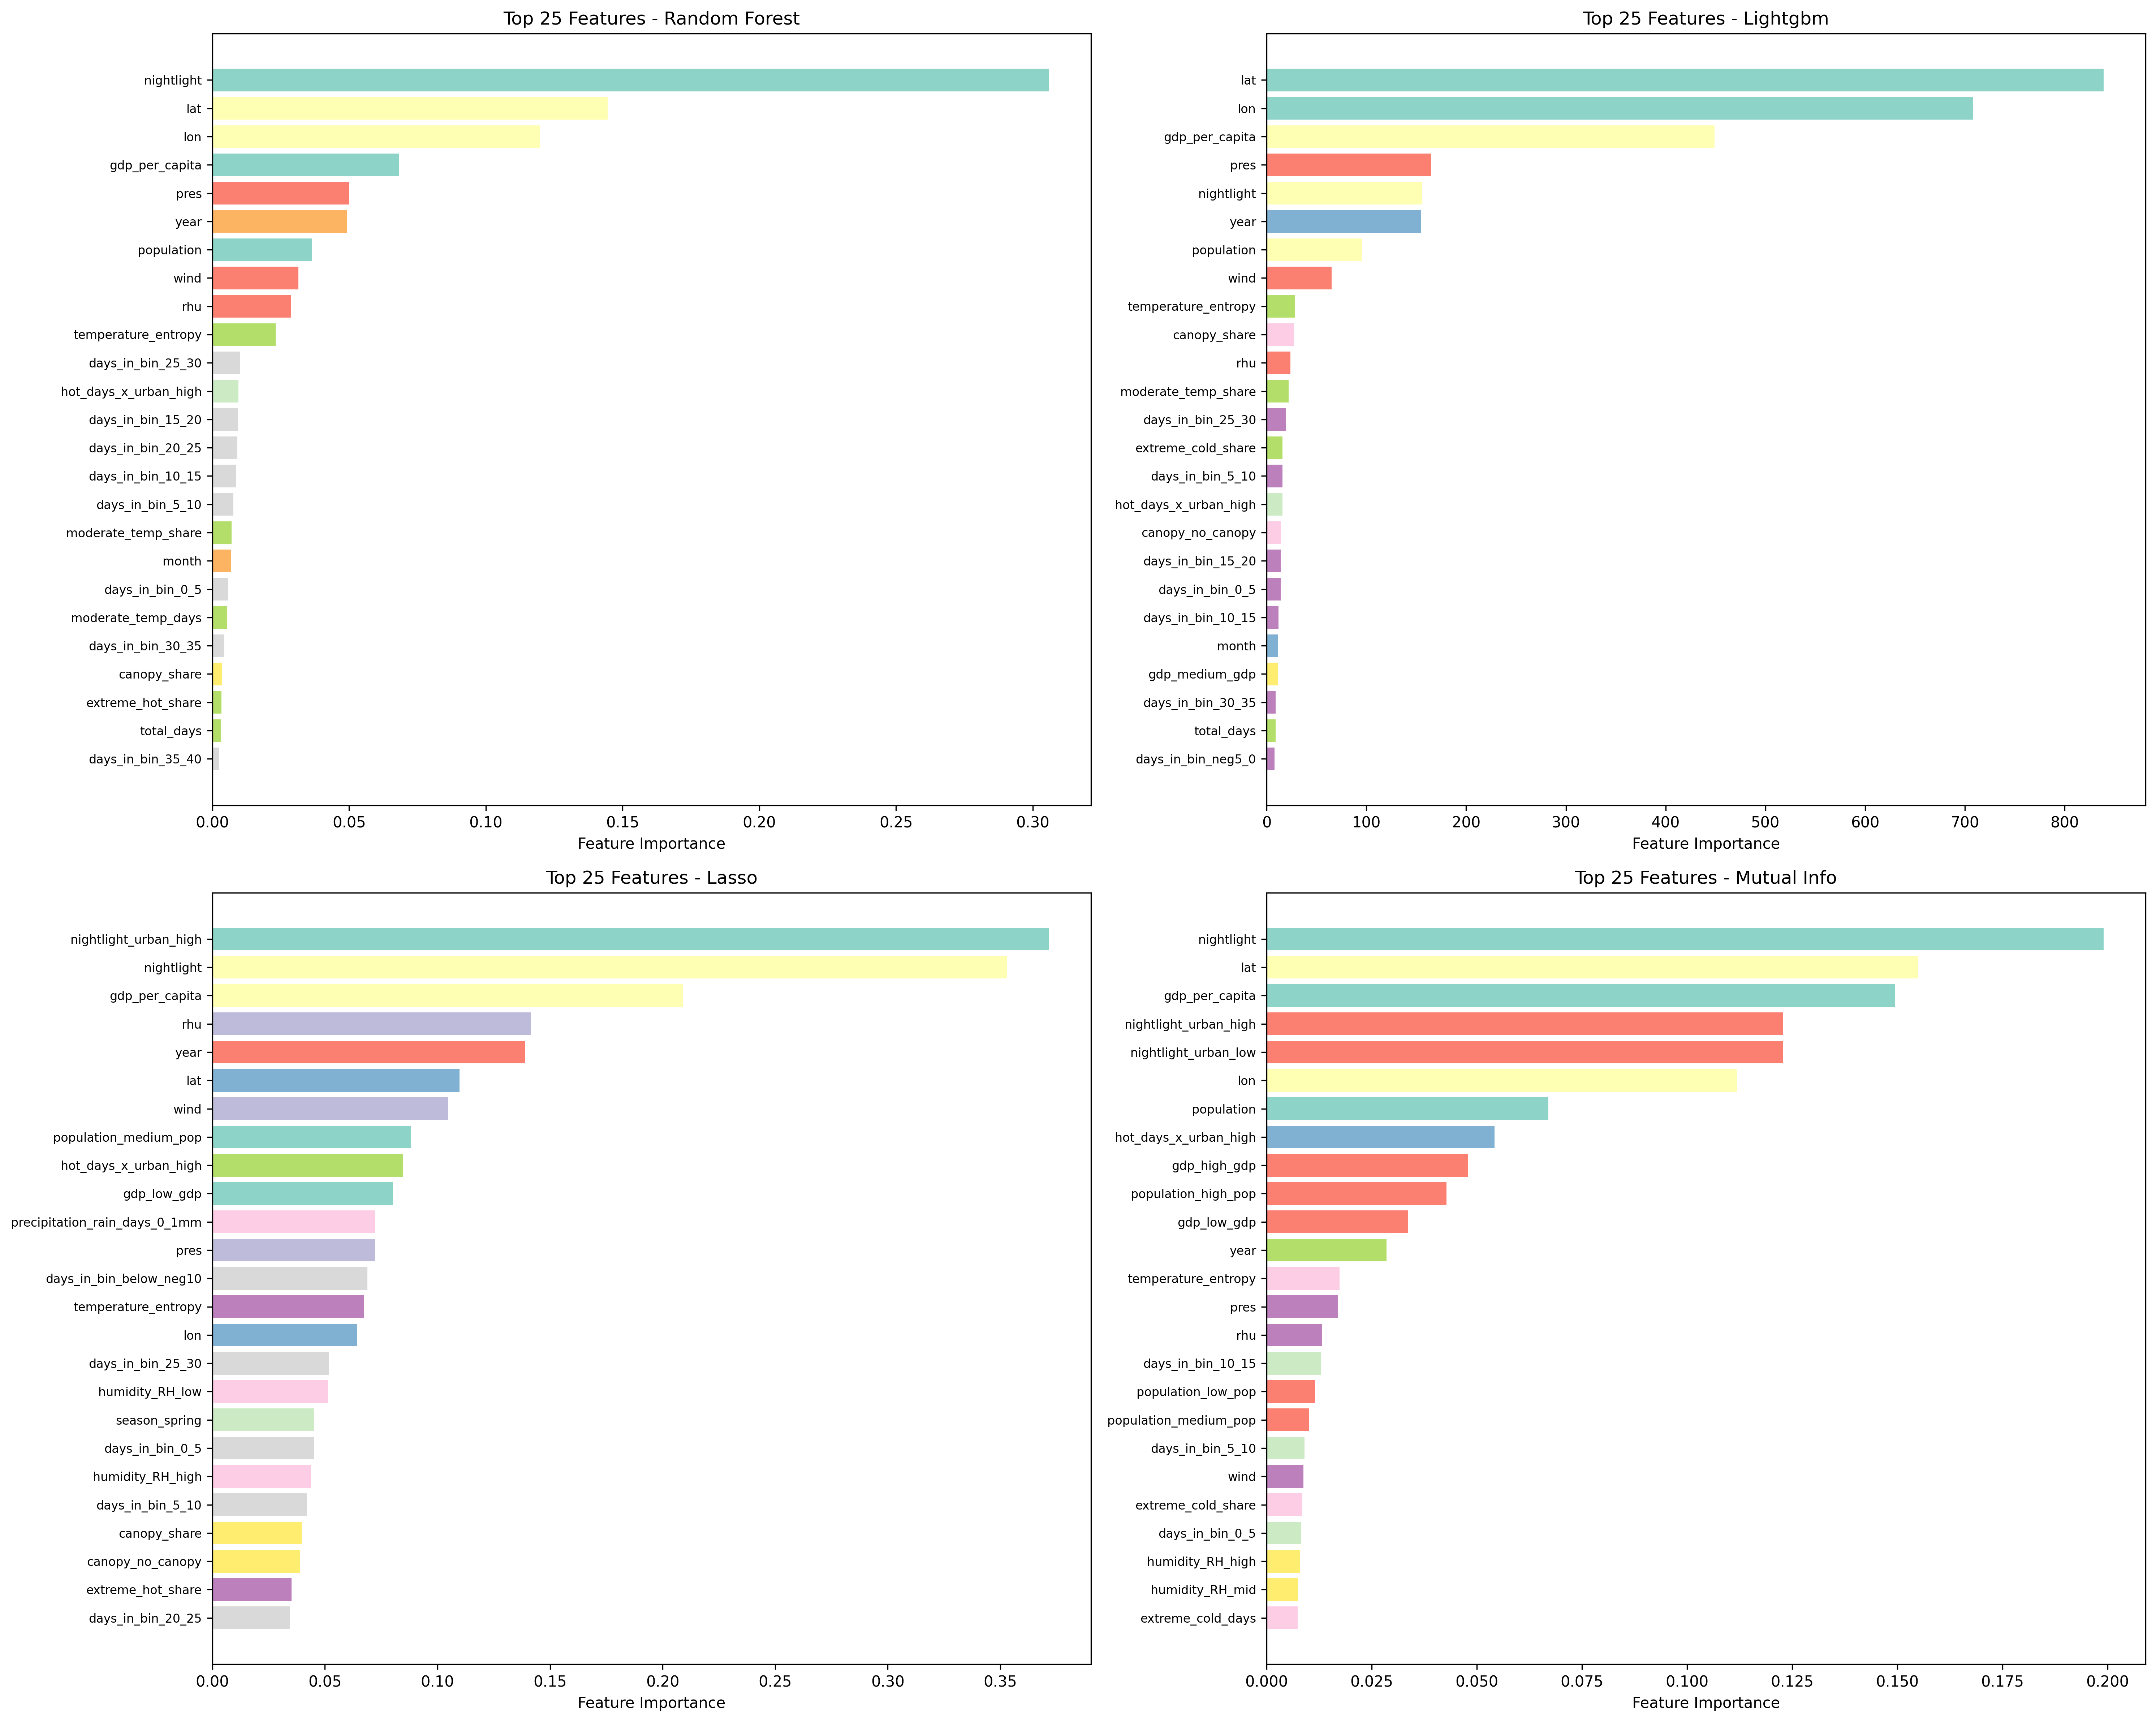 Top 25 Features - Random Forest
nightlight
lat
lon
gdp_per_capita
pres
year
population
wind
rhu
temperature_entropy
days_in_bin_25_30
hot_days_x_urban_high
days_in_bin_15_20
days_in_bin_20_25
days_in_bin_10_15
days_in_bin_5_10
moderate_temp_share
month
days_in_bin_0_5
moderate_temp_days
days_in_bin_30_35
canopy_share
extreme_hot_share
total_days
days_in_bin_35_40
0.00 0.05 0.10 0.15 0.20 0.25 0.30
Feature Importance
Top 25 Features - Lightgbm
lat
lon
gdp_per_capita
pres
nightlight
year
population
wind
temperature_entropy
canopy_share
rhu
moderate_temp_share
days_in_bin_25_30
extreme_cold_share
days_in_bin_5_10
hot_days_x_urban_high
canopy_no_canopy
days_in_bin_15_20
days_in_bin_0_5
days_in_bin_10_15
month
gdp_medium_gdp
days_in_bin_30_35
total_days
days_in_bin_neg5_0
0 100 200 300 400 500 600 700 800
Feature Importance
Top 25 Features - Lasso
nightlight_urban_high
nightlight
gdp_per_capita
rhu
year
lat
wind
population_medium_pop
hot_days_x_urban_high
gdp_low_gdp
precipitation_rain_days_0_1mm
pres
days_in_bin_below_neg10
temperature_entropy
lon
days_in_bin_25_30
humidity_RH_low
season_spring
days_in_bin_0_5
humidity_RH_high
days_in_bin_5_10
canopy_share
canopy_no_canopy
extreme_hot_share
days_in_bin_20_25
0.00 0.05 0.10 0.15 0.20 0.25 0.30 0.35
Feature Importance
Top 25 Features - Mutual Info
nightlight
lat
gdp_per_capita
nightlight_urban_high
nightlight_urban_low
lon
population
hot_days_x_urban_high
gdp_high_gdp
population_high_pop
gdp_low_gdp
year
temperature_entropy
pres
rhu
days_in_bin_10_15
population_low_pop
population_medium_pop
days_in_bin_5_10
wind
extreme_cold_share
days_in_bin_0_5
humidity_RH_high
humidity_RH_mid
extreme_cold_days
0.000 0.025 0.050 0.075 0.100 0.125 0.150 0.175 0.200
Feature Importance